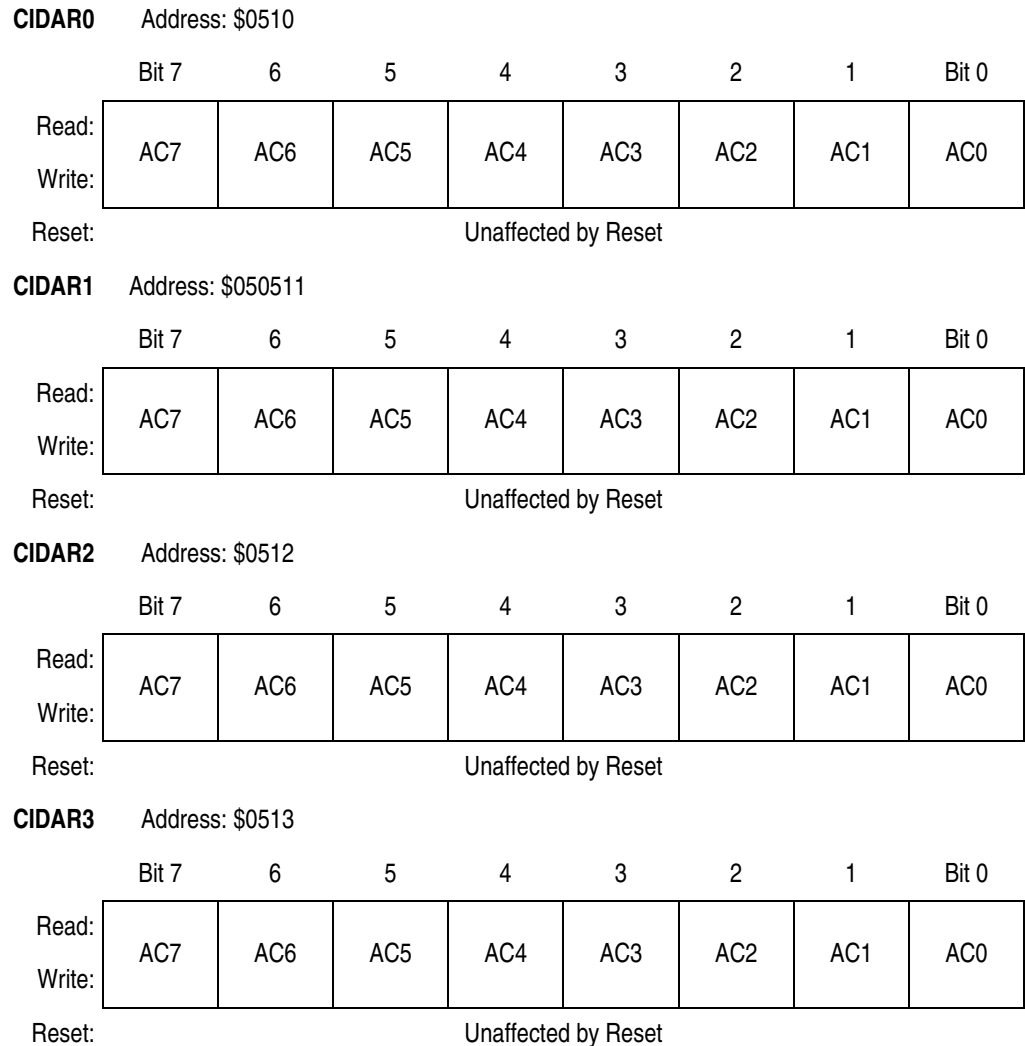 CIDAR0 Address: $0510
Bit 7 6 5 4 3 2 1 Bit 0
Read:
AC7 AC6 AC5 AC4 AC3 AC2 AC1 AC0
Write:
Reset: Unaffected by Reset
CIDAR1 Address: $050511
Bit 7 6 5 4 3 2 1 Bit 0
Read:
AC7 AC6 AC5 AC4 AC3 AC2 AC1 AC0
Write:
Reset: Unaffected by Reset
CIDAR2 Address: $0512
Bit 7 6 5 4 3 2 1 Bit 0
Read:
AC7 AC6 AC5 AC4 AC3 AC2 AC1 AC0
Write:
Reset: Unaffected by Reset
CIDAR3 Address: $0513
Bit 7 6 5 4 3 2 1 Bit 0
Read:
AC7 AC6 AC5 AC4 AC3 AC2 AC1 AC0
Write:
Reset: Unaffected by Reset